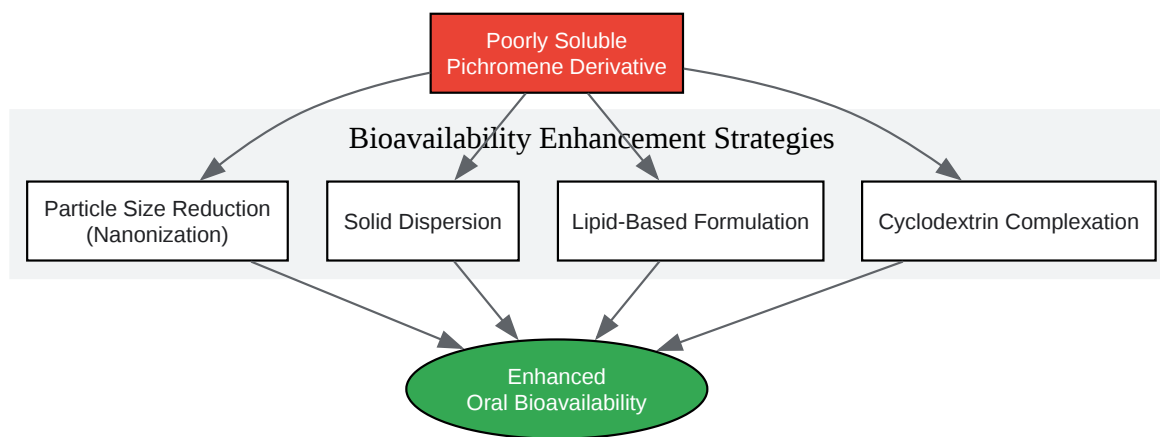 Poorly Soluble
Pichromene Derivative
Bioavailability Enhancement Strategies
Particle Size Reduction
(Nanonization)
Solid Dispersion
Lipid-Based Formulation
Cyclodextrin Complexation
Enhanced
Oral Bioavailability